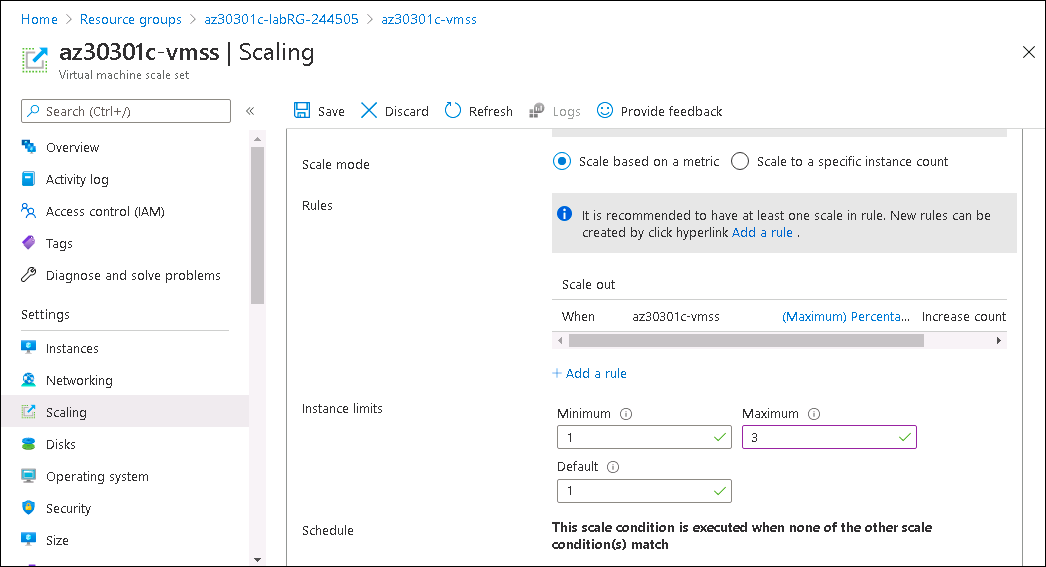 Home > Resource groups > az30301c-labRG-244505 > az30301c-vmss
az30301c-vmss | Scaling
Virtual machine scale set
Search (Ctrl+/)
«
Save
Discard
Refresh
Logs
Provide feedback
Overview
Activity log
Access control (IAM)
Tags
Diagnose and solve problems
Settings
Instances
Networking
Scaling
Disks
Operating system
Security
Size
Scale mode
Scale based on a metric
Scale to a specific instance count
Rules
It is recommended to have at least one scale in rule. New rules can be
created by click hyperlink Add a rule .
Scale out
When az30301c-vmss (Maximum) Percenta... Increase count
+ Add a rule
Instance limits
Minimum
1
Maximum
3
Default
1
Schedule
This scale condition is executed when none of the other scale
condition(s) match